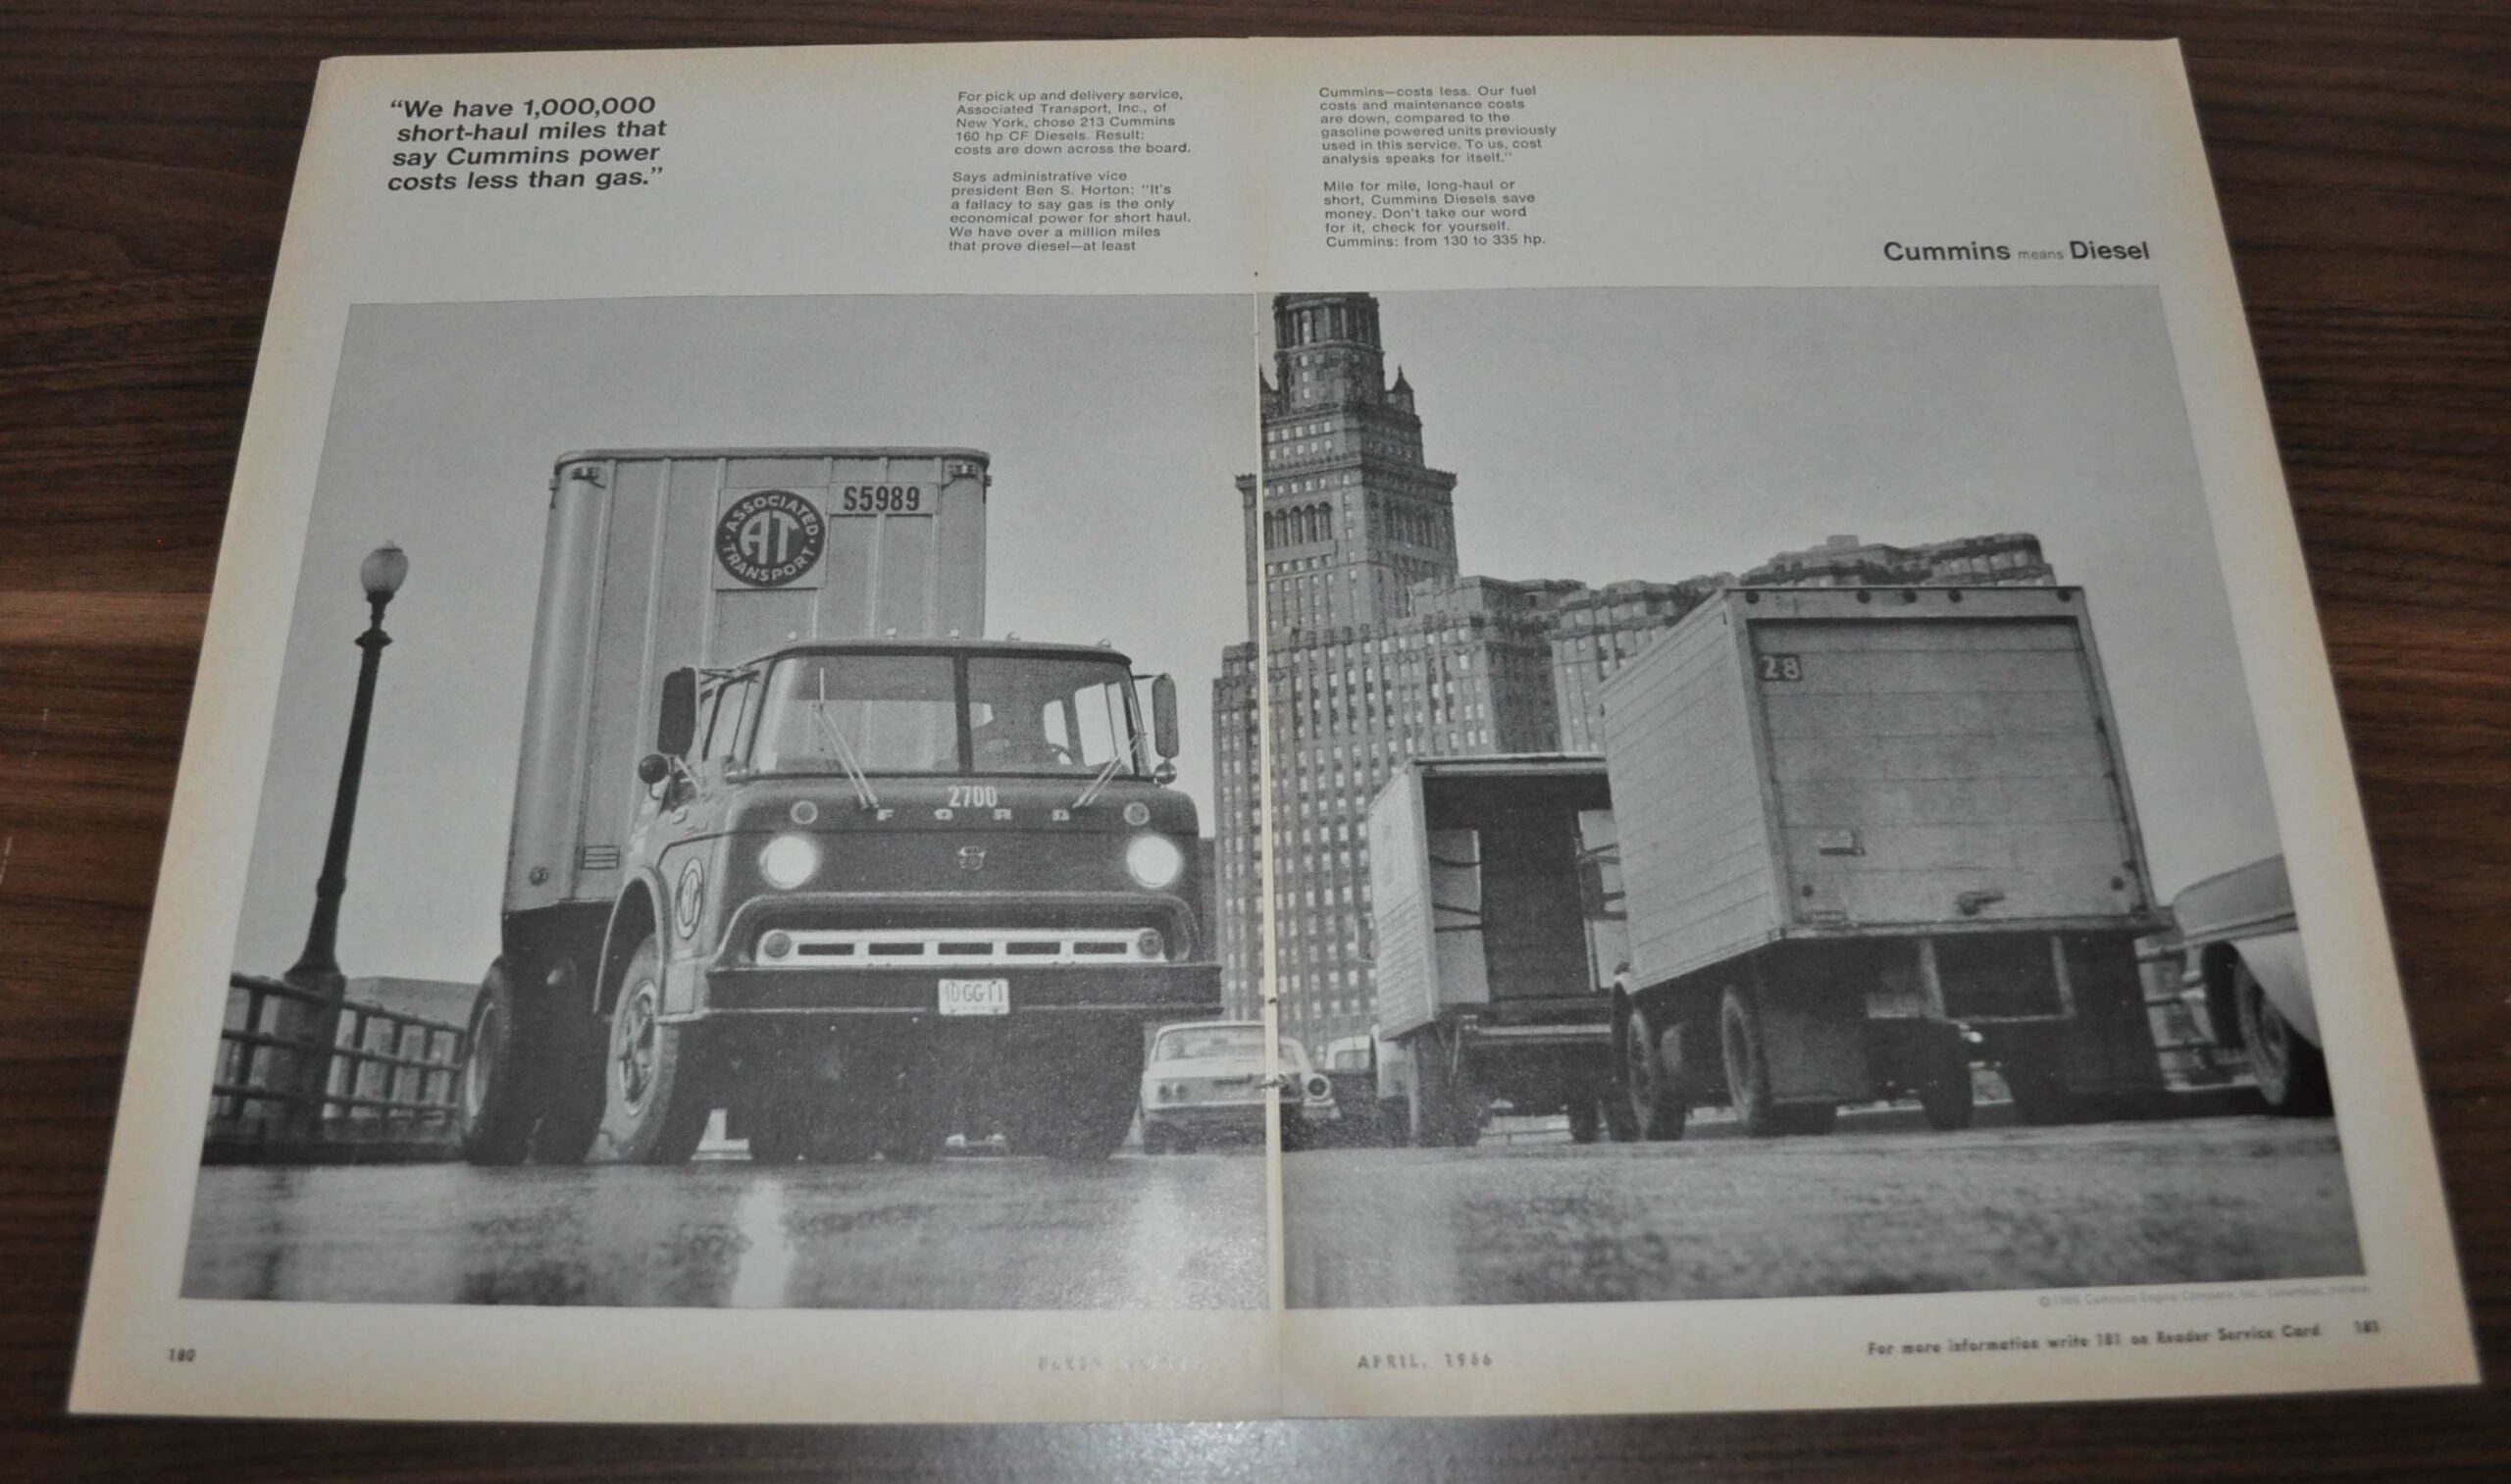 “We have 1,000,000
short-haul miles that
say Cummins power
costs less than gas.”
For pick up and delivery service,
Associated Transport, Inc., of
New York, chose 213 Cummins
160 hp CF Diesels. Result:
costs are down across the board.
Says administrative vice
president Ben S. Horton: “It's
a fallacy to say gas is the only
economical power for short haul.
We have over a million miles
that prove diesel—at least
Cummins—costs less. Our fuel
costs and maintenance costs
are down, compared to the
gasoline powered units previously
used in this service. To us, cost
analysis speaks for itself.”
Mile for mile, long-haul or
short, Cummins Diesels save
money. Don't take our word
for it, check for yourself.
Cummins: from 130 to 335 hp.
Cummins means Diesel
ASSOCIATED
AT
TRANSPORT
S5989
2700
FORD
AT
28
Cummins Engine Company, Inc., Columbus, Indiana
For more information write 181 on Reader Service Card 181
180
APRIL, 1966